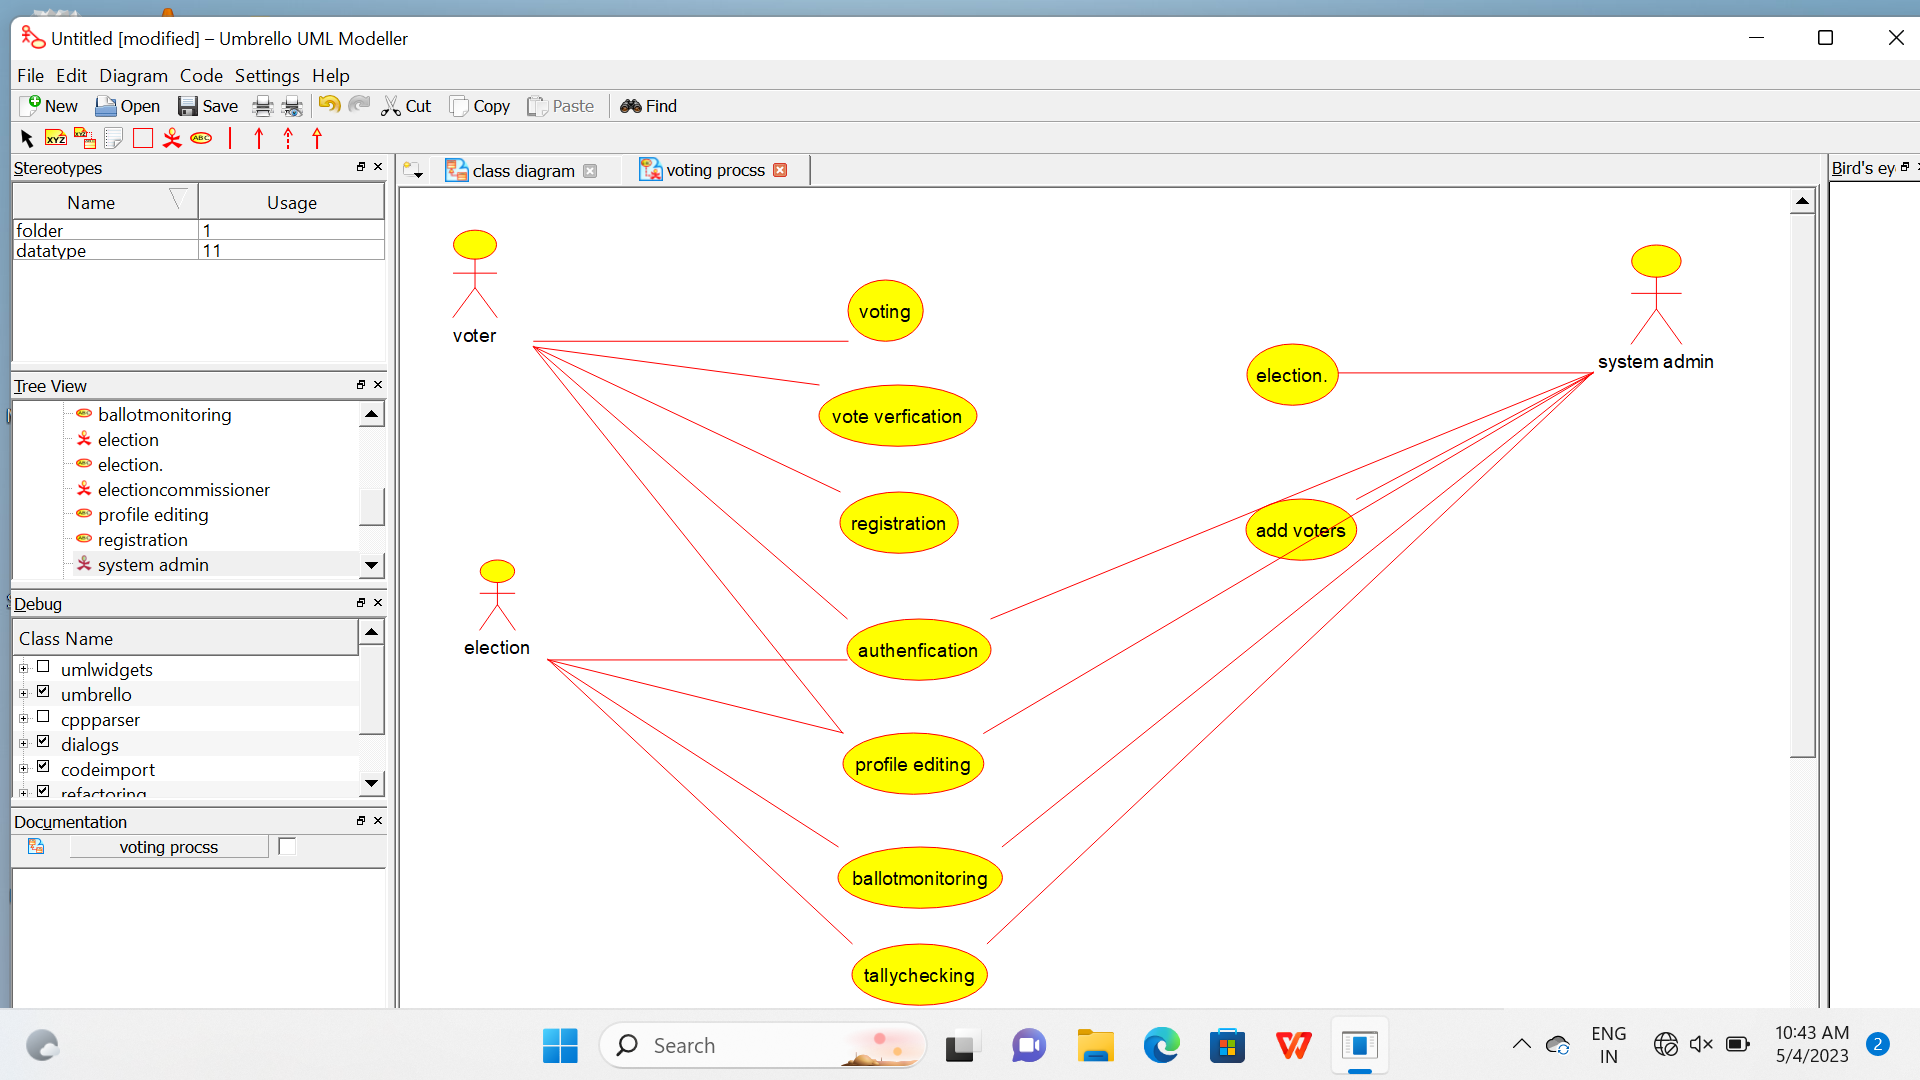 Untitled [modified] – Umbrello UML Modeller
File Edit Diagram Code Settings Help
New Open Save Cut Copy Paste Find
XYZ XYZ ABC
Stereotypes
Name Usage
folder 1
datatype 11
Tree View
ballotmonitoring
election
election.
electioncommissioner
profile editing
registration
system admin
Debug
Class Name
umlwidgets
umbrello
cppparser
dialogs
codeimport
refactoring
Documentation
voting procss
class diagram
voting procss
Bird's ey
voter
election
system admin
voting
vote verfication
registration
authenfication
profile editing
ballotmonitoring
tallychecking
election.
add voters
Search
ENG
IN
10:43 AM
5/4/2023
2